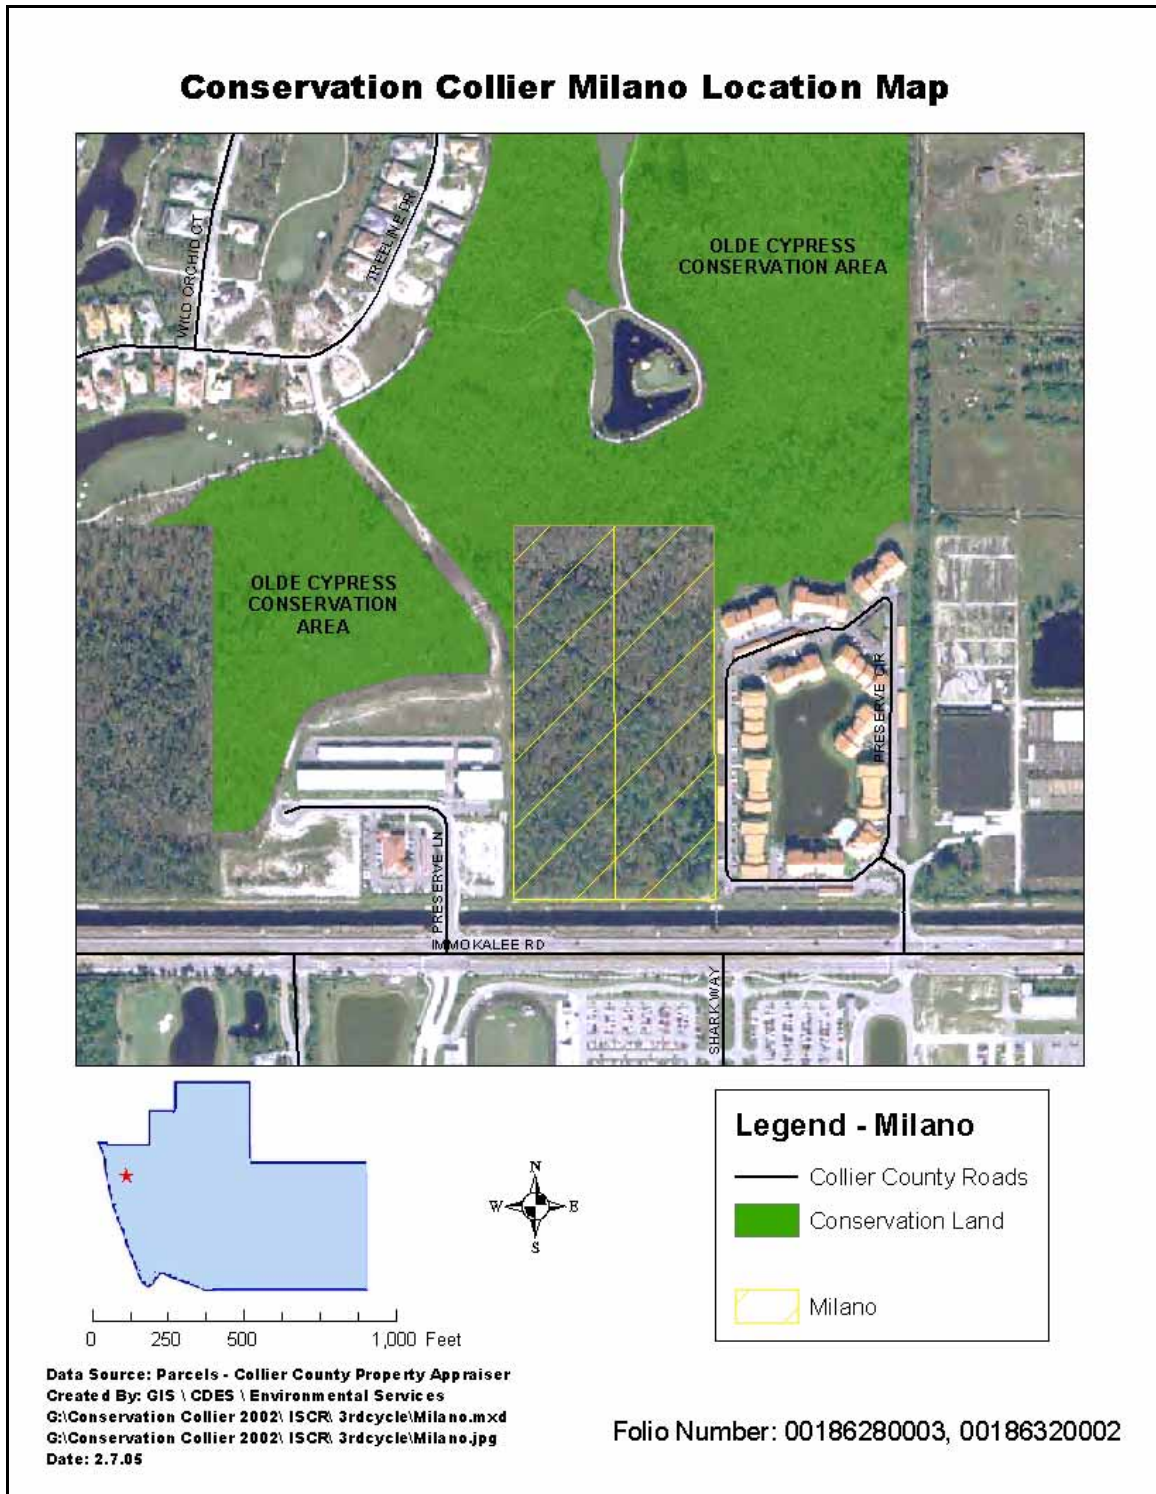 Conservation Collier Milano Location Map
WILD ORCHID CT
TREELINE DR
OLDE CYPRESS
CONSERVATION AREA
OLDE CYPRESS
CONSERVATION
AREA
PRESERVE CIR
PRESERVE LN
IMMOKALEE RD
SHARK WAY
N
W E
S
0 250 500 1,000 Feet
Legend - Milano
Collier County Roads
Conservation Land
Milano
Data Source: Parcels - Collier County Property Appraiser
Created By: GIS \ CDES \ Environmental Services
G:\Conservation Collier 2002\ ISCR\ 3rdcycle\Milano.mxd
G:\Conservation Collier 2002\ ISCR\ 3rdcycle\Milano.jpg
Date: 2.7.05
Folio Number: 00186280003, 00186320002